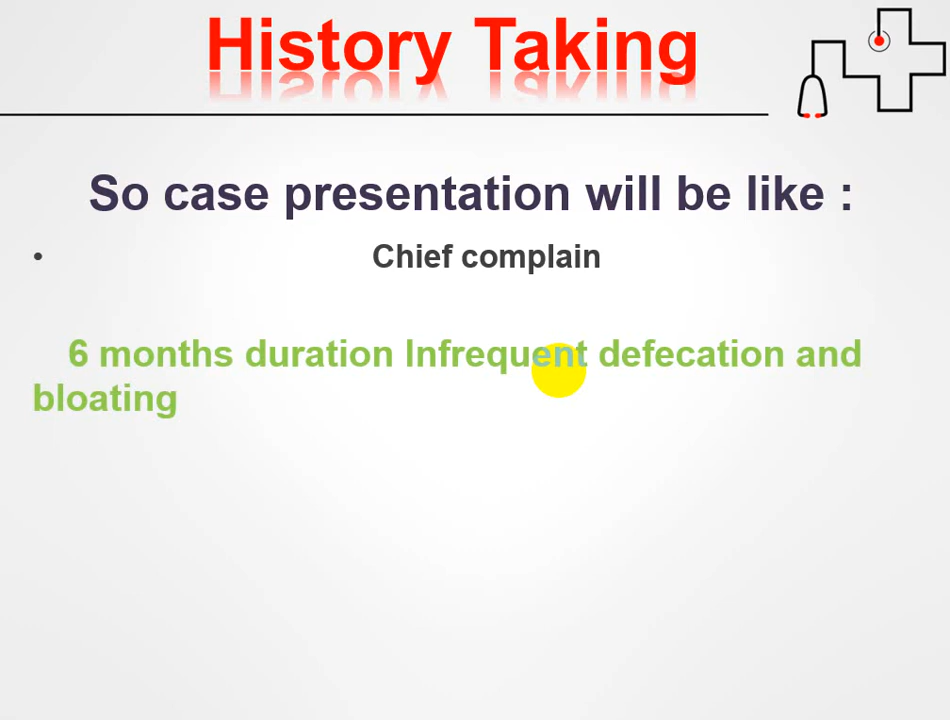 History Taking
So case presentation will be like :
• Chief complain
6 months duration Infrequent defecation and
bloating